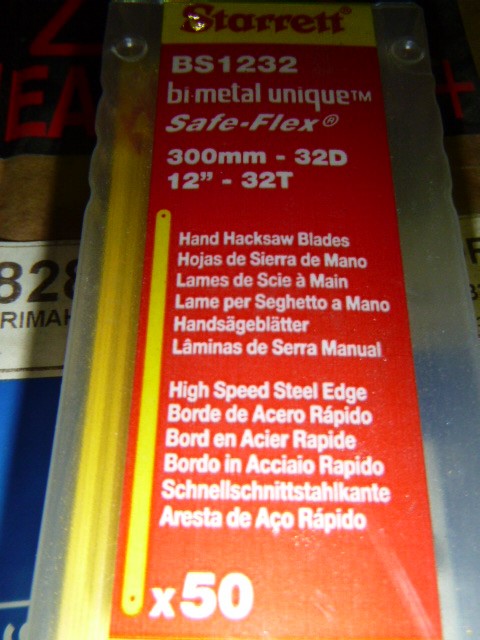 Starrett
BS1232
bi-metal unique™
Safe-Flex®
300mm - 32D
12" - 32T
Hand Hacksaw Blades
Hojas de Sierra de Mano
Lames de Scie à Main
Lame per Seghetto a Mano
Handsägeblätter
Lâminas de Serra Manual
High Speed Steel Edge
Borde de Acero Rápido
Bord en Acier Rapide
Bordo in Acciaio Rapido
Schnellschnittstahlkante
Aresta de Aço Rápido
x50
828
RIMA